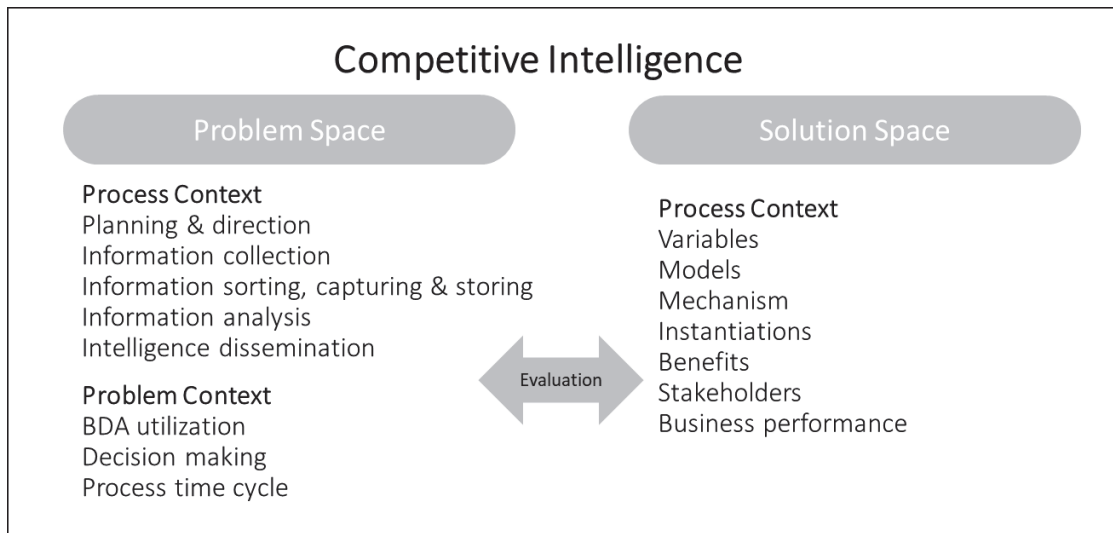 Competitive Intelligence
Problem Space
Process Context
Planning & direction
Information collection
Information sorting, capturing & storing
Information analysis
Intelligence dissemination
Problem Context
BDA utilization
Decision making
Process time cycle
Evaluation
Solution Space
Process Context
Variables
Models
Mechanism
Instantiations
Benefits
Stakeholders
Business performance